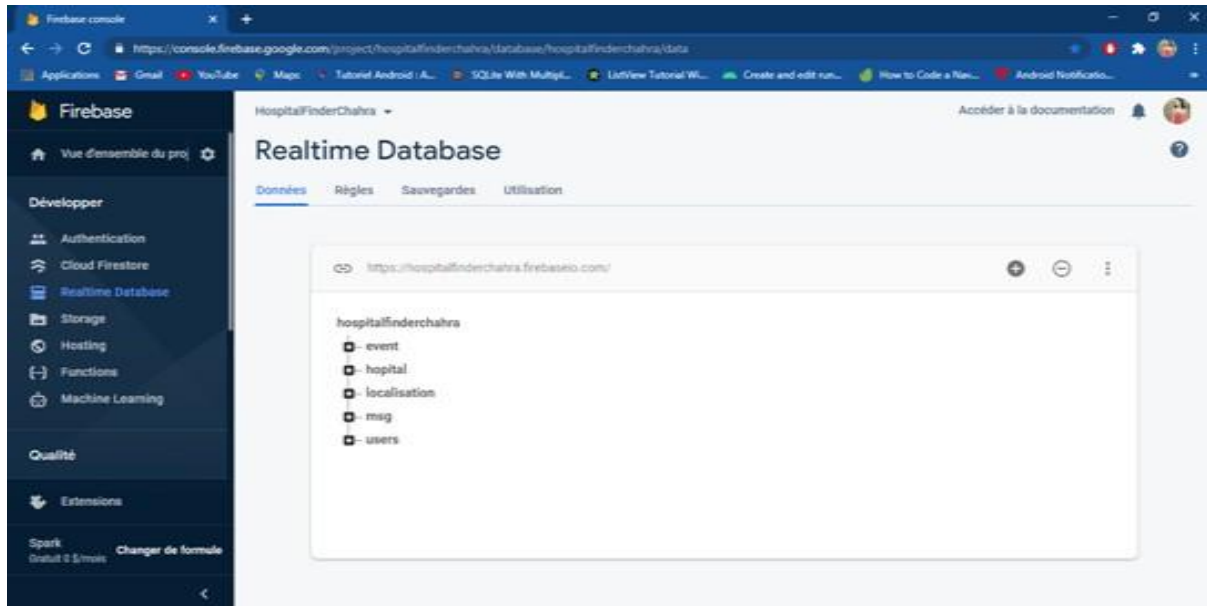 Firebase console
https://console.firebase.google.com/project/hospitalfinderchahra/database/hospitalfinderchahra/data
Applications Gmail YouTube Maps Tutoriel Android : A... SQLite With Multipl... ListView Tutorial Wi... Create and edit run... How to Code a Nav... Android Notificatio...
Firebase
HospitalFinderChahra
Accéder à la documentation
Vue d'ensemble du proj
Realtime Database
Données Règles Sauvegardes Utilisation
Développer
Authentication
Cloud Firestore
Realtime Database
Storage
Hosting
Functions
Machine Learning
https://hospitalfinderchahra.firebaseio.com/
hospitalfinderchahra
event
hopital
localisation
msg
users
Qualité
Extensions
Spark
Gratuit 0 $/mois
Changer de formule